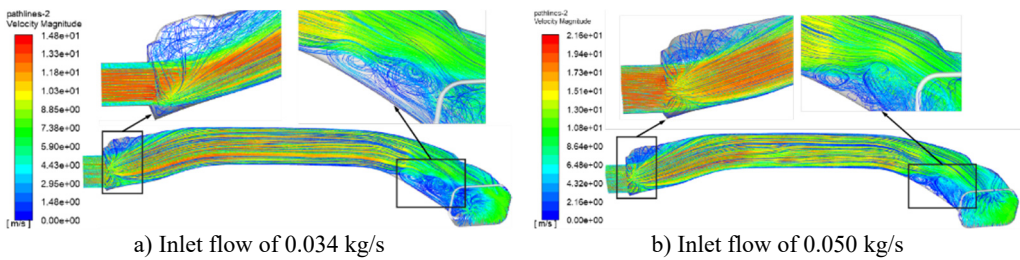 pathlines-2
Velocity Magnitude
1.48e+01
1.33e+01
1.18e+01
1.03e+01
8.85e+00
7.38e+00
5.90e+00
4.43e+00
2.95e+00
1.48e+00
0.00e+00
[ m/s ]
a) Inlet flow of 0.034 kg/s
pathlines-2
Velocity Magnitude
2.16e+01
1.94e+01
1.73e+01
1.51e+01
1.30e+01
1.08e+01
8.64e+00
6.48e+00
4.32e+00
2.16e+00
0.00e+00
[ m/s ]
b) Inlet flow of 0.050 kg/s